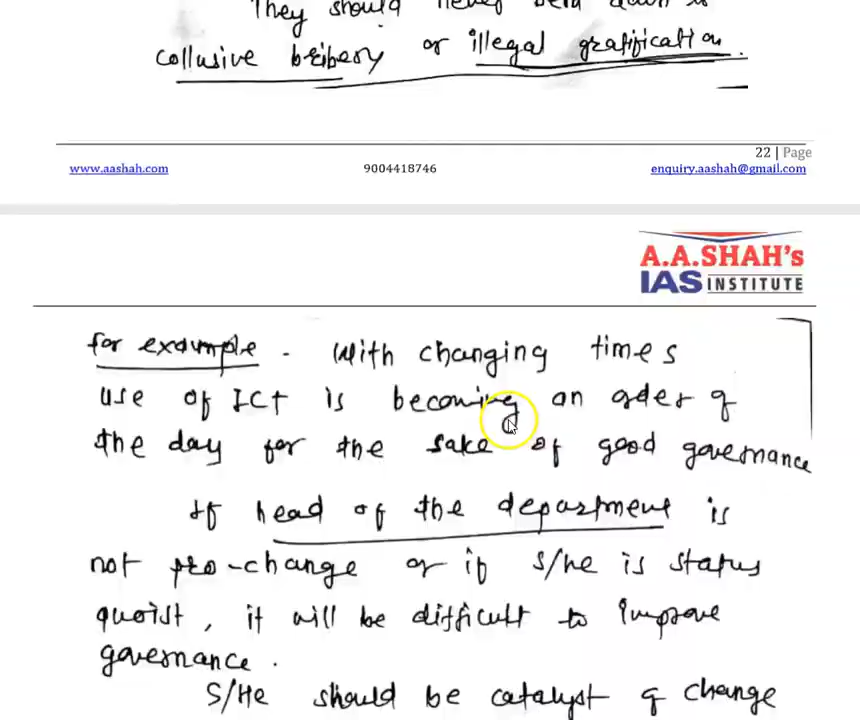 They should never
collusive bribery or illegal gratification.
22 | Page
www.aashah.com 9004418746 enquiry.aashah@gmail.com
A.A.SHAH's
IAS INSTITUTE
for example - With changing times
use of ICT is becoming an order of
the day for the sake of good governance
If head of the department is
not pro-change or if S/he is status
quoist, it will be difficult to improve
governance.
S/He should be catalyst of change